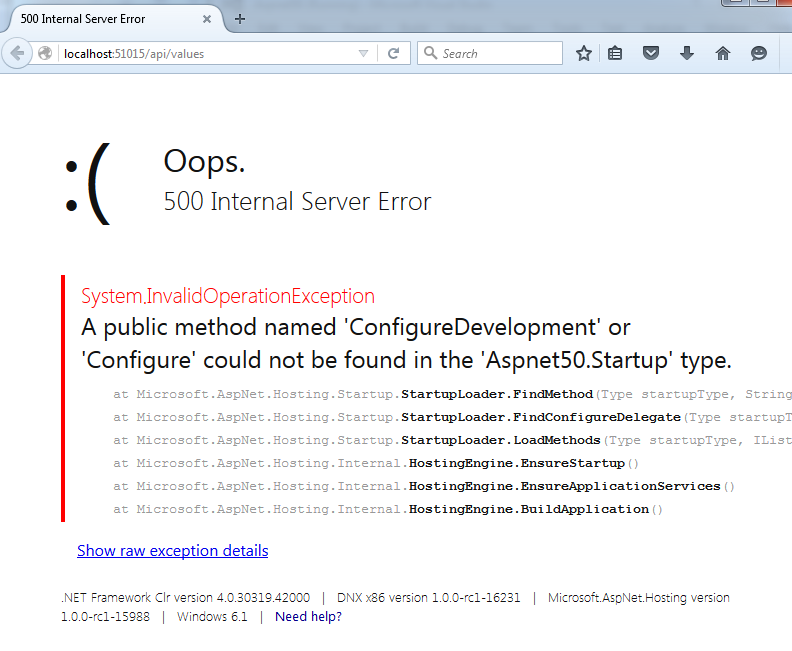 500 Internal Server Error
localhost:51015/api/values
Search
:(
Oops.
500 Internal Server Error
System.InvalidOperationException
A public method named 'ConfigureDevelopment' or
'Configure' could not be found in the 'Aspnet50.Startup' type.
at Microsoft.AspNet.Hosting.Startup.StartupLoader.FindMethod(Type startupType, String
at Microsoft.AspNet.Hosting.Startup.StartupLoader.FindConfigureDelegate(Type startupT
at Microsoft.AspNet.Hosting.Startup.StartupLoader.LoadMethods(Type startupType, IList
at Microsoft.AspNet.Hosting.Internal.HostingEngine.EnsureStartup()
at Microsoft.AspNet.Hosting.Internal.HostingEngine.EnsureApplicationServices()
at Microsoft.AspNet.Hosting.Internal.HostingEngine.BuildApplication()
Show raw exception details
.NET Framework Clr version 4.0.30319.42000 | DNX x86 version 1.0.0-rc1-16231 | Microsoft.AspNet.Hosting version
1.0.0-rc1-15988 | Windows 6.1 | Need help?